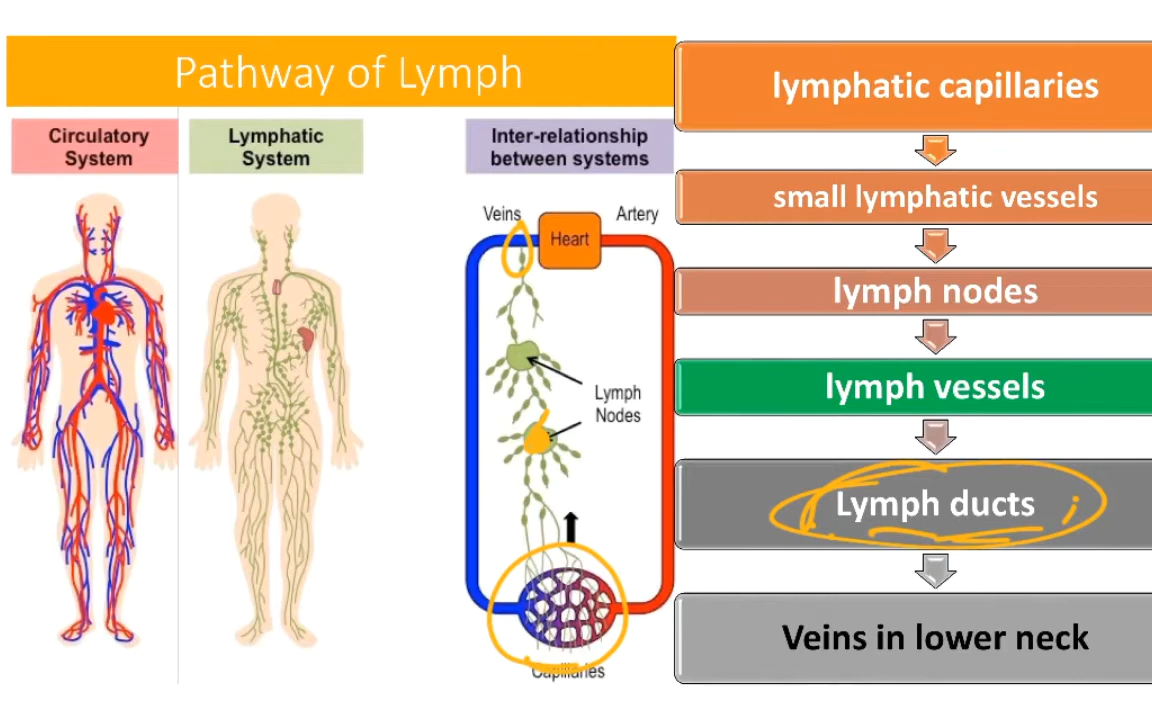 Pathway of Lymph
Circulatory
System
Lymphatic
System
Inter-relationship
between systems
Veins
Artery
Heart
Lymph
Nodes
Capillaries
lymphatic capillaries
small lymphatic vessels
lymph nodes
lymph vessels
Lymph ducts
Veins in lower neck